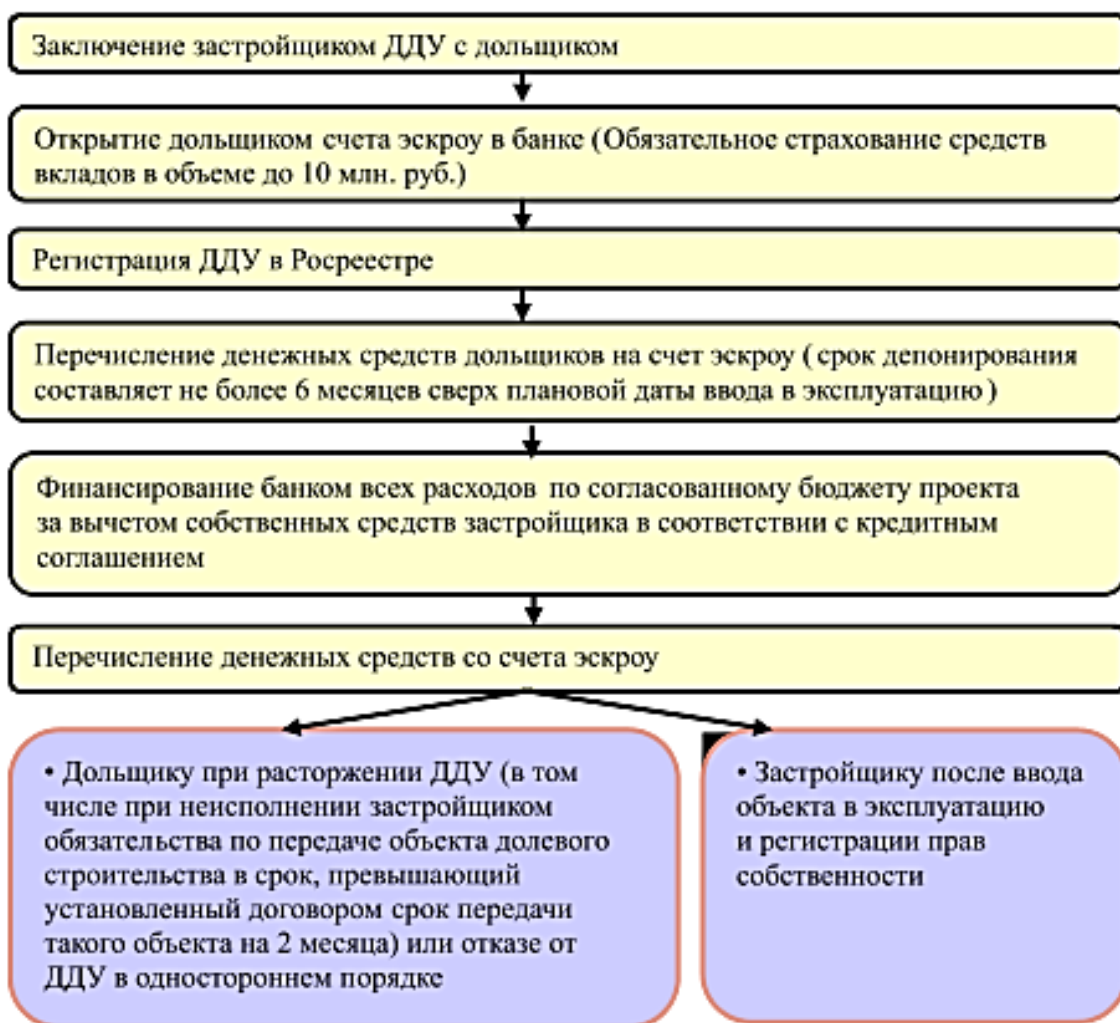 Заключение застройщиком ДДУ с дольщиком
Открытие дольщиком счета эскроу в банке (Обязательное страхование средств
вкладов в объеме до 10 млн. руб.)
Регистрация ДДУ в Росреестре
Перечисление денежных средств дольщиков на счет эскроу ( срок депонирования
составляет не более 6 месяцев сверх плановой даты ввода в эксплуатацию )
Финансирование банком всех расходов по согласованному бюджету проекта
за вычетом собственных средств застройщика в соответствии с кредитным
соглашением
Перечисление денежных средств со счета эскроу
• Дольщику при расторжении ДДУ (в том
числе при неисполнении застройщиком
обязательства по передаче объекта долевого
строительства в срок, превышающий
установленный договором срок передачи
такого объекта на 2 месяца) или отказе от
ДДУ в одностороннем порядке
• Застройщику после ввода
объекта в эксплуатацию
и регистрации прав
собственности